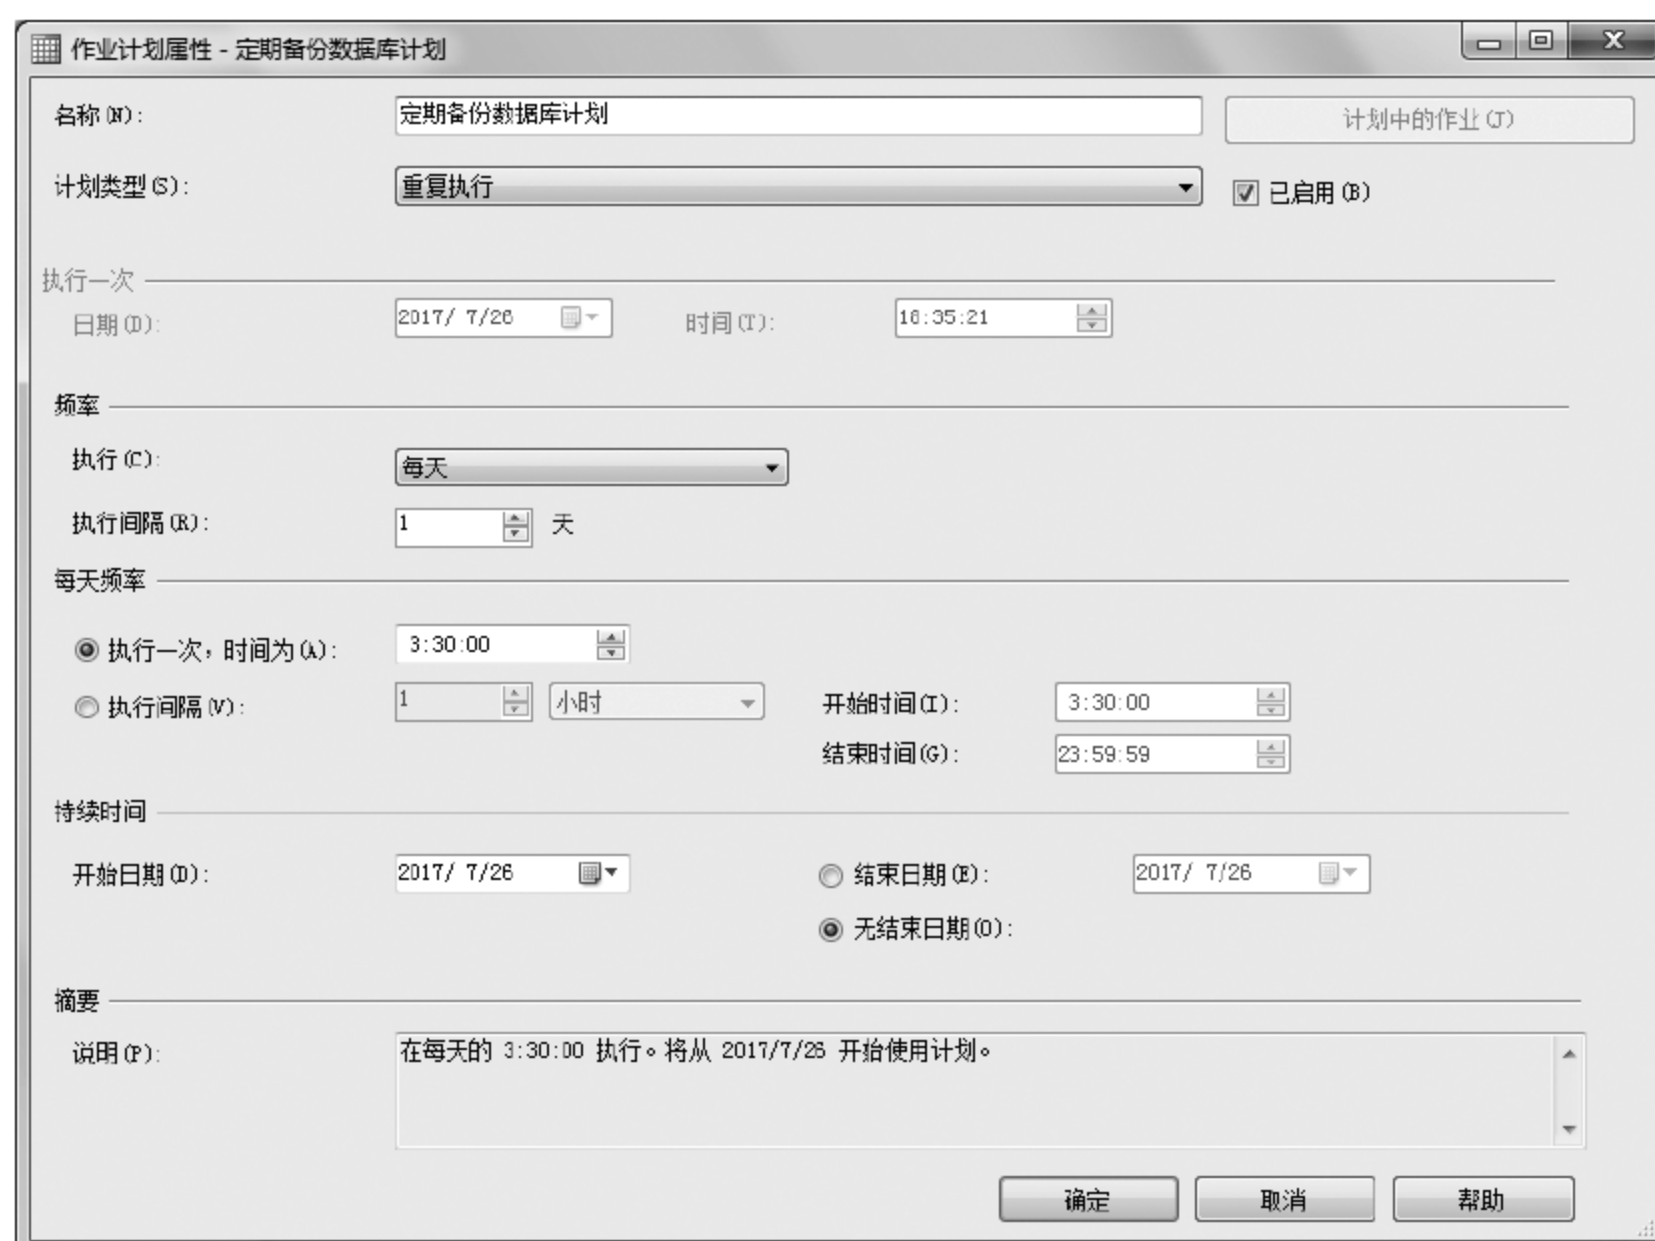 作业计划属性 - 定期备份数据库计划
名称(N): 定期备份数据库计划 计划中的作业(J)
计划类型(S): 重复执行 已启用(B)
执行一次
日期(D): 2017/ 7/26 时间(T): 18:35:21
频率
执行(C): 每天
执行间隔(R): 1 天
每天频率
执行一次，时间为(A): 3:30:00
执行间隔(V): 1 小时 开始时间(I): 3:30:00
结束时间(G): 23:59:59
持续时间
开始日期(D): 2017/ 7/26 结束日期(E): 2017/ 7/26
无结束日期(O):
摘要
说明(P): 在每天的 3:30:00 执行。将从 2017/7/26 开始使用计划。
确定 取消 帮助